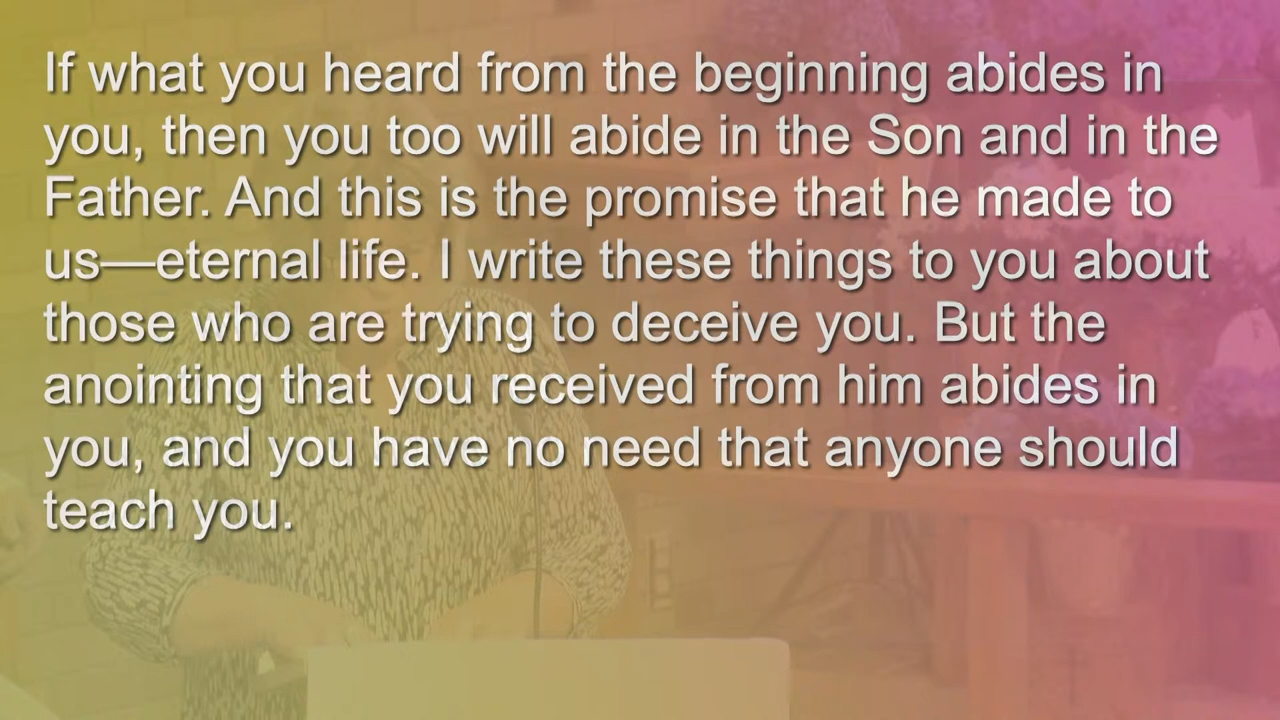 If what you heard from the beginning abides in
you, then you too will abide in the Son and in the
Father. And this is the promise that he made to
us—eternal life. I write these things to you about
those who are trying to deceive you. But the
anointing that you received from him abides in
you, and you have no need that anyone should
teach you.